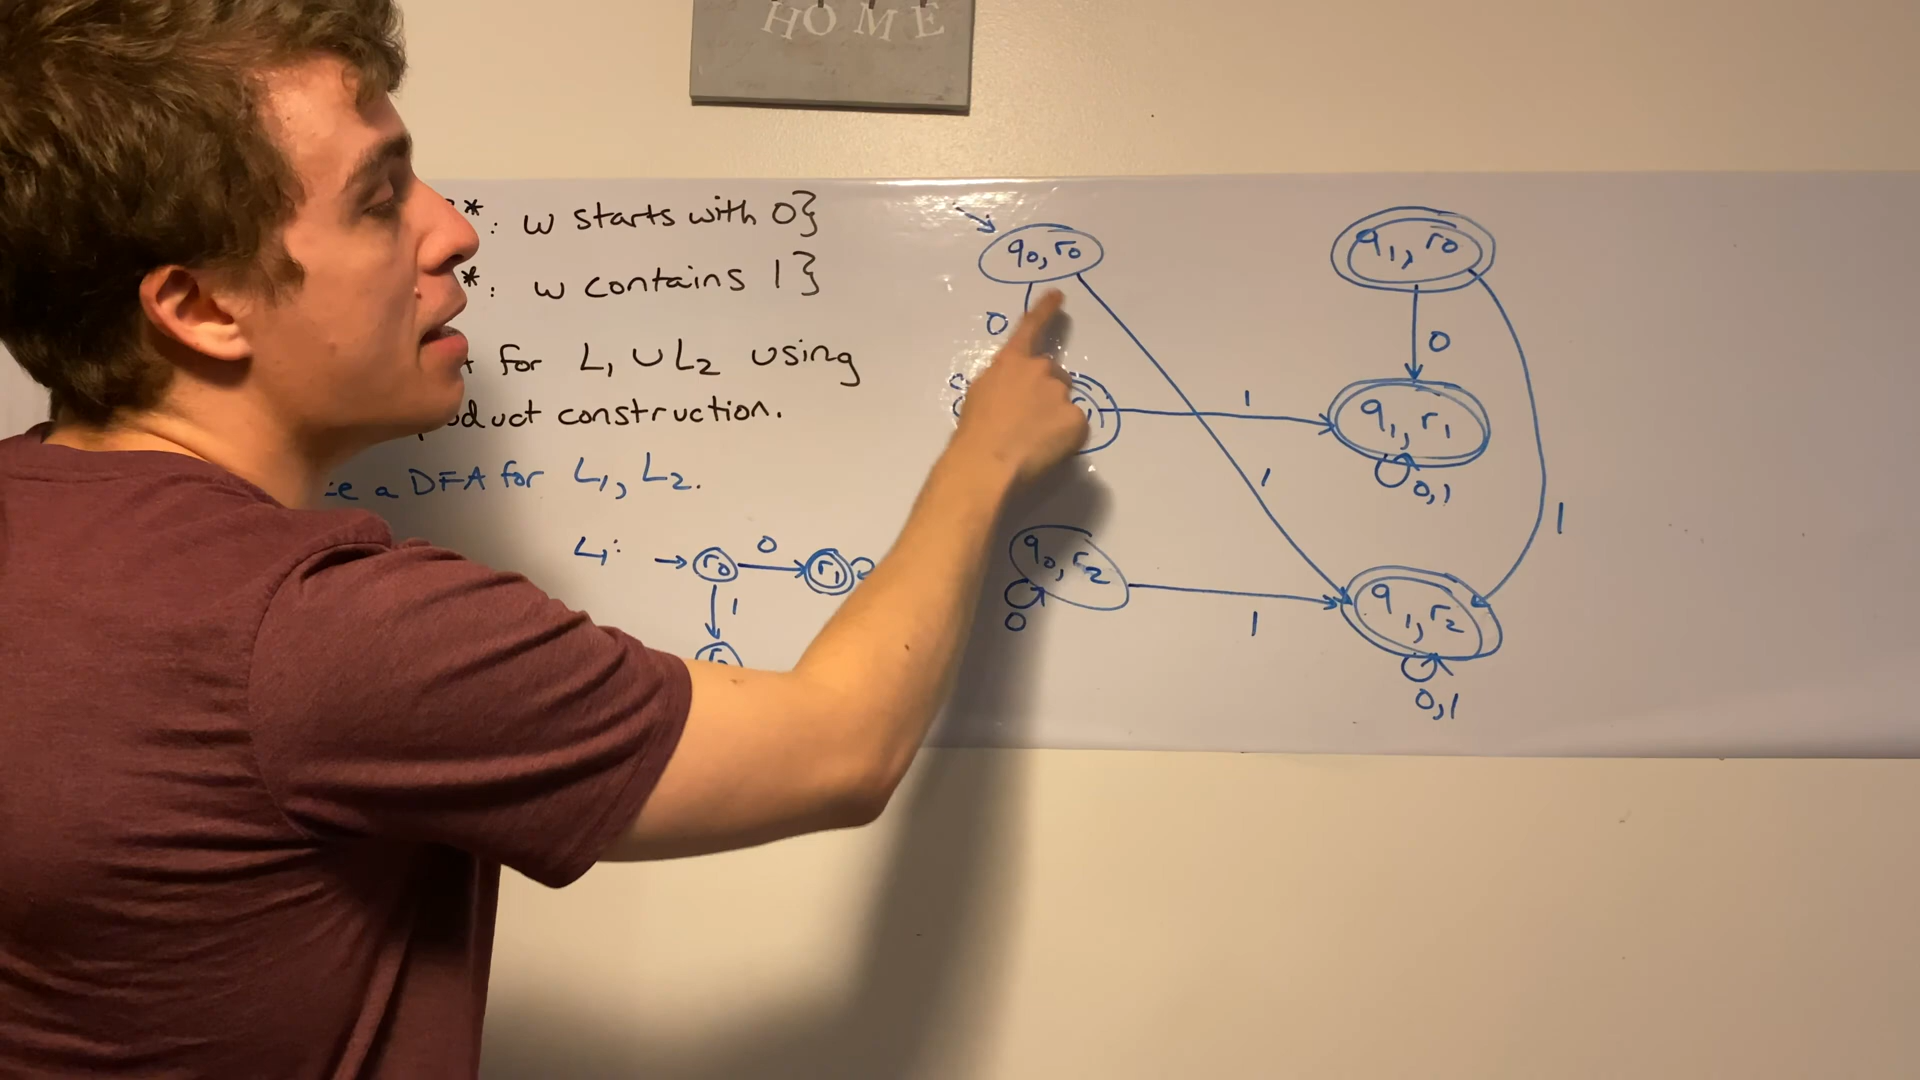 HOME
*: w starts with 0}
*: w contains 1}
for L1 ∪ L2 using
construction.
a DFA for L1, L2.
L1: r0 0 r1
1
q0, r0
q1, r0
0
0
1
q1, r1
1
0,1
1
q0, r2
0
1
q1, r2
0,1